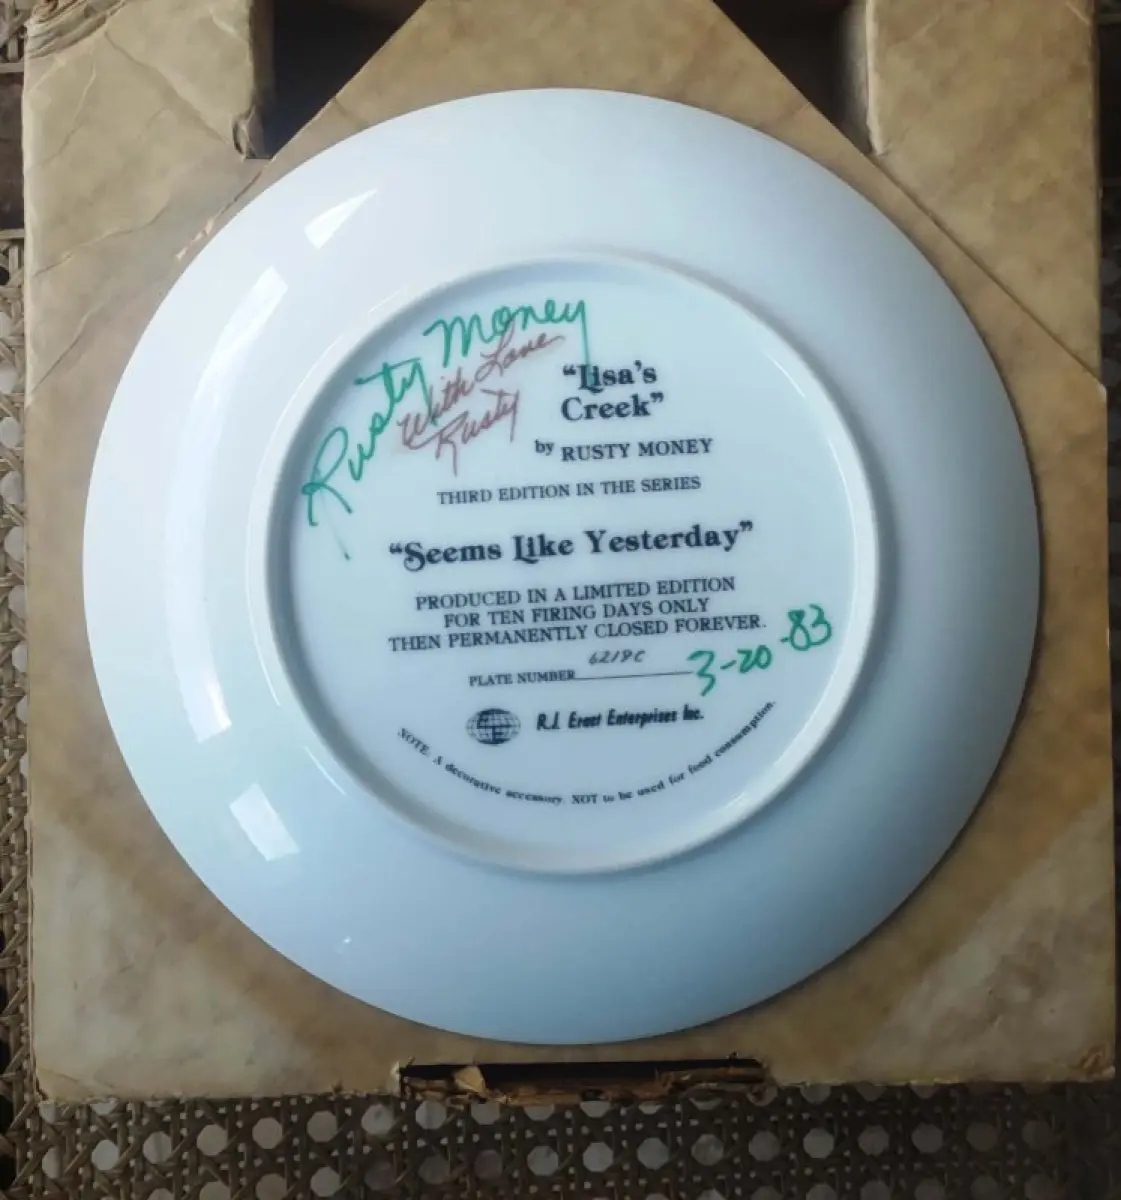 Rusty Money
With Love
Rusty
“Lisa's
Creek”
by RUSTY MONEY
THIRD EDITION IN THE SERIES
“Seems Like Yesterday”
PRODUCED IN A LIMITED EDITION
FOR TEN FIRING DAYS ONLY
THEN PERMANENTLY CLOSED FOREVER.
PLATE NUMBER 6219C
3-20-83
R.J. Ernst Enterprises Inc.
NOTE. A decorative accessory. NOT to be used for food consumption.